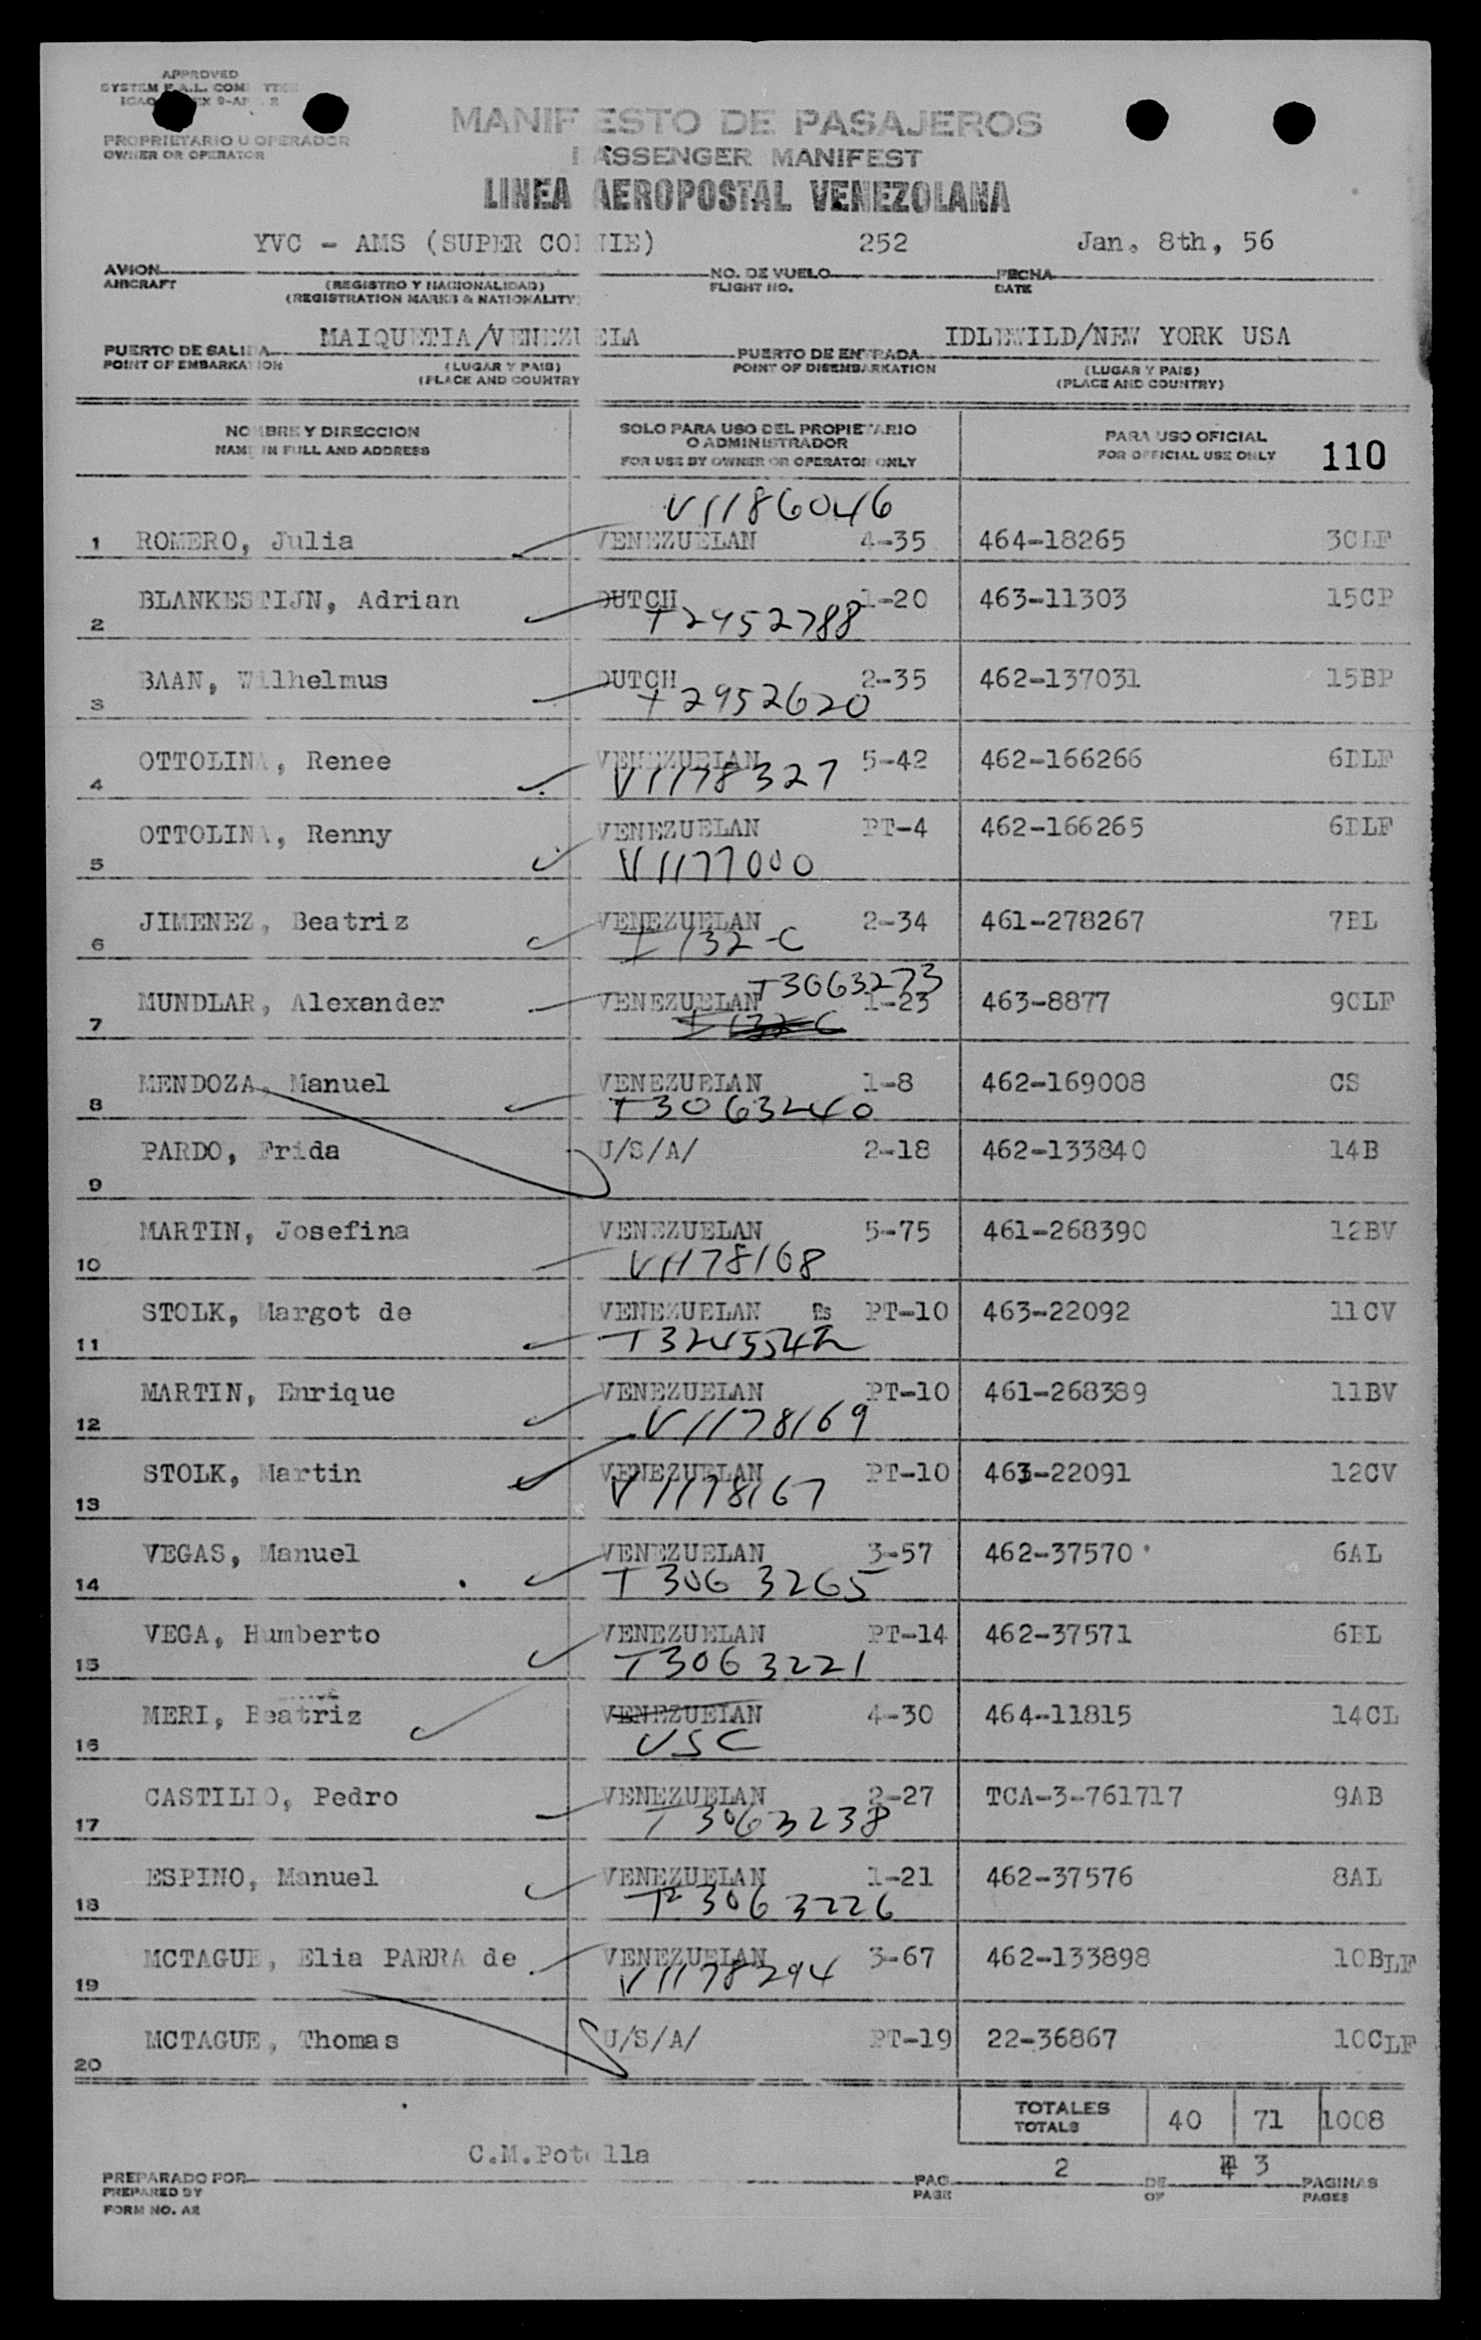 APPROVED
SYSTEM F.A.L. COMMITTEE
ICAO ANNEX 9-AP. 2
PROPRIETARIO U OPERADOR
OWNER OR OPERATOR
MANIFIESTO DE PASAJEROS
PASSENGER MANIFEST
LINEA AEROPOSTAL VENEZOLANA
YVC - AMS (SUPER CONNIE) 252 Jan. 8th, 56
AVION NO. DE VUELO FECHA
AIRCRAFT (REGISTRO Y NACIONALIDAD) FLIGHT NO. DATE
(REGISTRATION MARKS & NATIONALITY)
MAIQUETIA/VENEZUELA IDLEWILD/NEW YORK USA
PUERTO DE SALIDA PUERTO DE ENTRADA
POINT OF EMBARKATION (LUGAR Y PAIS) POINT OF DISEMBARKATION (LUGAR Y PAIS)
(PLACE AND COUNTRY (PLACE AND COUNTRY)
NOMBRE Y DIRECCION SOLO PARA USO DEL PROPIETARIO PARA USO OFICIAL
O ADMINISTRADOR
NAME IN FULL AND ADDRESS FOR USE BY OWNER OR OPERATOR ONLY FOR OFFICIAL USE ONLY 110
V1186046
1 ROMERO, Julia VENEZUELAN 4-35 464-18265 3CLF
BLANKESTIJN, Adrian DUTCH 1-20 463-11303 15CP
2 T2952788
BAAN, Wilhelmus DUTCH 2-35 462-137031 15BP
3 T2952620
OTTOLINA, Renee VENEZUELAN 5-42 462-166266 6DLF
4 V1178327
OTTOLINA, Renny VENEZUELAN PT-4 462-166265 6DLF
5 V1177000
JIMENEZ, Beatriz VENEZUELAN 2-34 461-278267 7BL
6 I 132-C
T3063273
MUNDLAR, Alexander VENEZUELAN 1-23 463-8877 9CLF
7 I 132-C
MENDOZA, Manuel VENEZUELAN 1-8 462-169008 CS
8 T3063240
PARDO, Frida U/S/A/ 2-18 462-133840 14B
9
MARTIN, Josefina VENEZUELAN 5-75 461-268390 12BV
10 V1178168
STOLK, Margot de VENEZUELAN Rs PT-10 463-22092 11CV
11 T3245542
MARTIN, Enrique VENEZUELAN PT-10 461-268389 11BV
12 V1178169
STOLK, Martin VENEZUELAN PT-10 463-22091 12CV
13 V1178167
VEGAS, Manuel VENEZUELAN 3-57 462-37570 6AL
14 T3063265
VEGA, Humberto VENEZUELAN PT-14 462-37571 6BL
15 T3063221
MERI, Beatriz VENEZUELAN 4-30 464-11815 14CL
16 USC
CASTILLO, Pedro VENEZUELAN 2-27 TCA-3-761717 9AB
17 T3063238
ESPINO, Manuel VENEZUELAN 1-21 462-37576 8AL
18 T3063226
MCTAGUE, Elia PARRA de VENEZUELAN 3-67 462-133898 10BLF
19 V1178294
MCTAGUE, Thomas U/S/A/ PT-19 22-36867 10CLF
20
TOTALES
TOTALS 40 71 1008
C.M.Potella 2 3
PREPARADO POR PAG. DE PAGINAS
PREPARED BY PAGE OF PAGES
FORM NO. A2